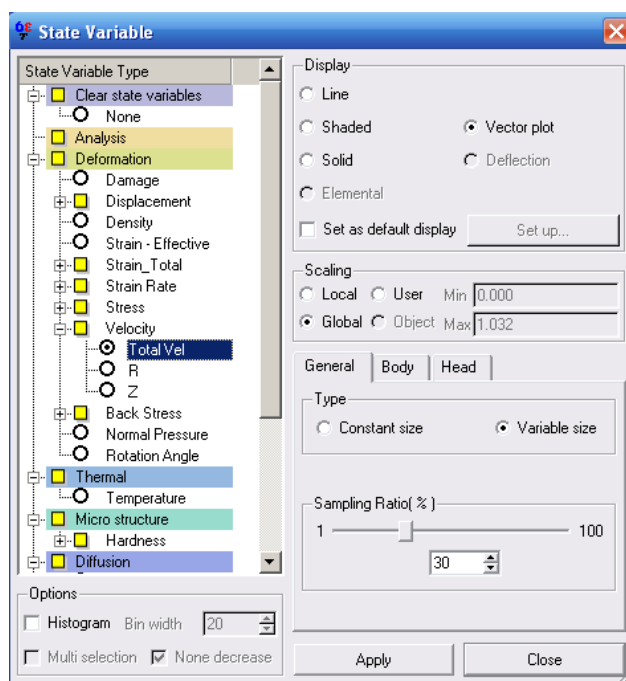 State Variable
State Variable Type
Clear state variables
None
Analysis
Deformation
Damage
Displacement
Density
Strain - Effective
Strain_Total
Strain Rate
Stress
Velocity
Total Vel
R
Z
Back Stress
Normal Pressure
Rotation Angle
Thermal
Temperature
Micro structure
Hardness
Diffusion
Options
Histogram Bin width 20
Multi selection None decrease
Display
Line
Shaded Vector plot
Solid Deflection
Elemental
Set as default display Set up...
Scaling
Local User Min 0.000
Global Object Max 1.032
General Body Head
Type
Constant size Variable size
Sampling Ratio( % )
1 100
30
Apply Close